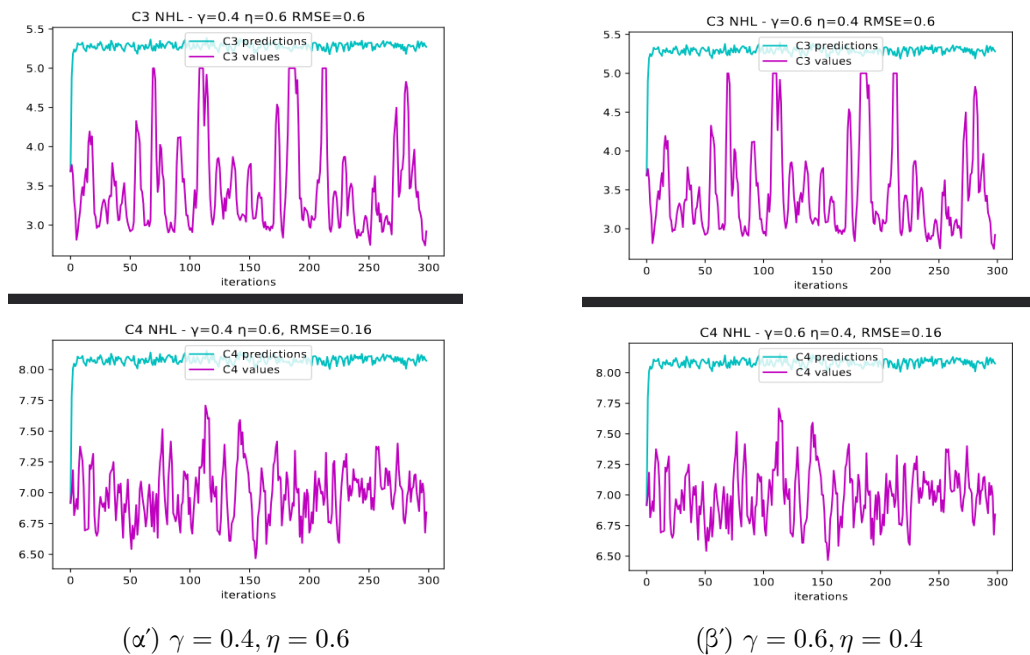 C3 NHL - γ=0.4 η=0.6 RMSE=0.6
C3 predictions
C3 values
5.5
5.0
4.5
4.0
3.5
3.0
0 50 100 150 200 250 300
iterations
C4 NHL - γ=0.4 η=0.6, RMSE=0.16
C4 predictions
C4 values
8.00
7.75
7.50
7.25
7.00
6.75
6.50
0 50 100 150 200 250 300
iterations
(αʹ) γ = 0.4, η = 0.6
C3 NHL - γ=0.6 η=0.4 RMSE=0.6
C3 predictions
C3 values
5.5
5.0
4.5
4.0
3.5
3.0
0 50 100 150 200 250 300
iterations
C4 NHL - γ=0.6 η=0.4, RMSE=0.16
C4 predictions
C4 values
8.00
7.75
7.50
7.25
7.00
6.75
6.50
0 50 100 150 200 250 300
iterations
(βʹ) γ = 0.6, η = 0.4